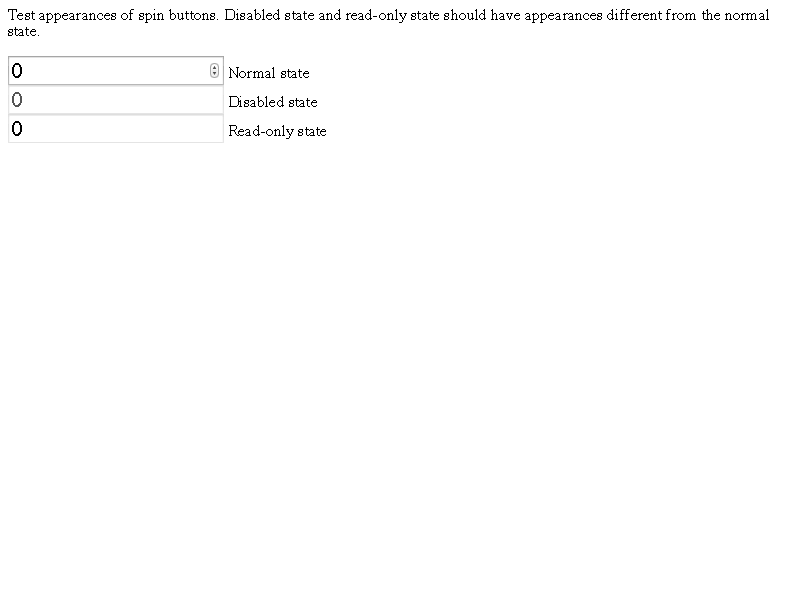 Test appearances of spin buttons. Disabled state and read-only state should have appearances different from the normal
state.
0 Normal state
0 Disabled state
0 Read-only state